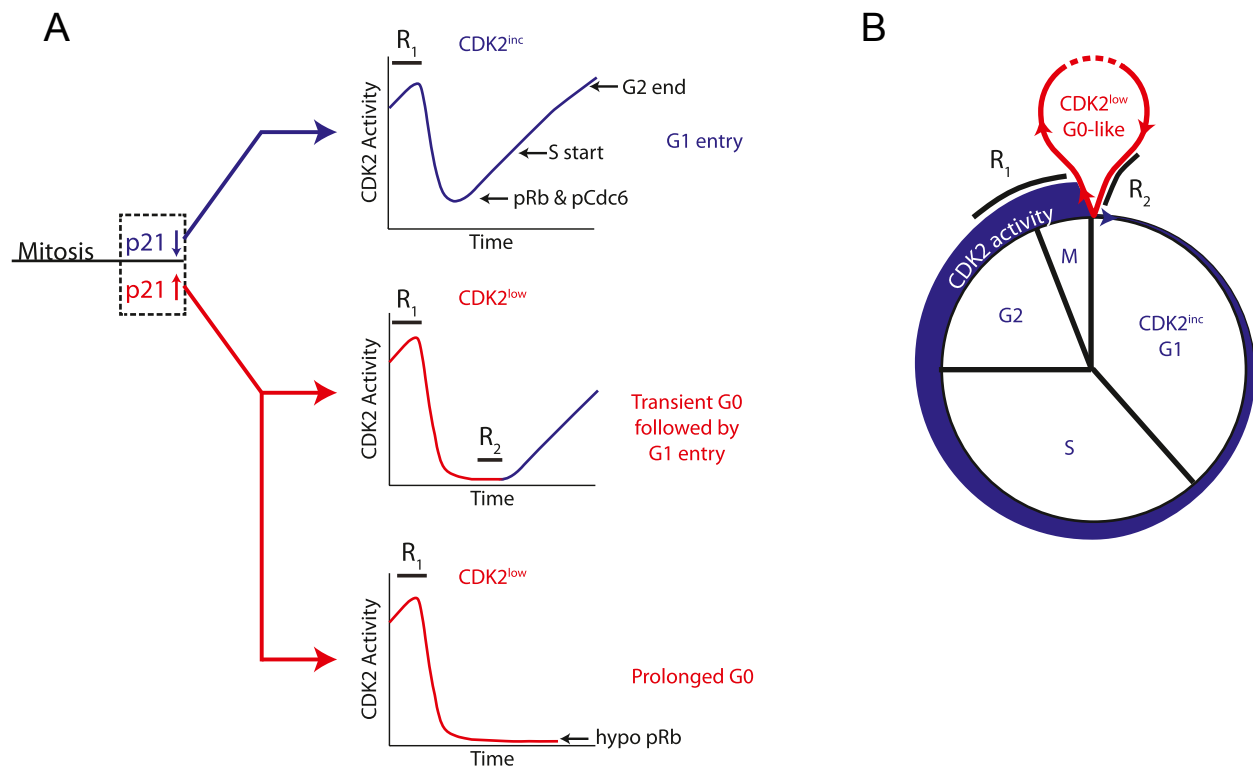 A
Mitosis
p21
p21
R1
CDK2inc
CDK2 Activity
G2 end
S start
pRb & pCdc6
Time
G1 entry
R1
CDK2low
CDK2 Activity
R2
Time
Transient G0
followed by
G1 entry
R1
CDK2low
CDK2 Activity
hypo pRb
Time
Prolonged G0
B
CDK2low
G0-like
R1
R2
CDK2 activity
M
G2
CDK2inc
G1
S